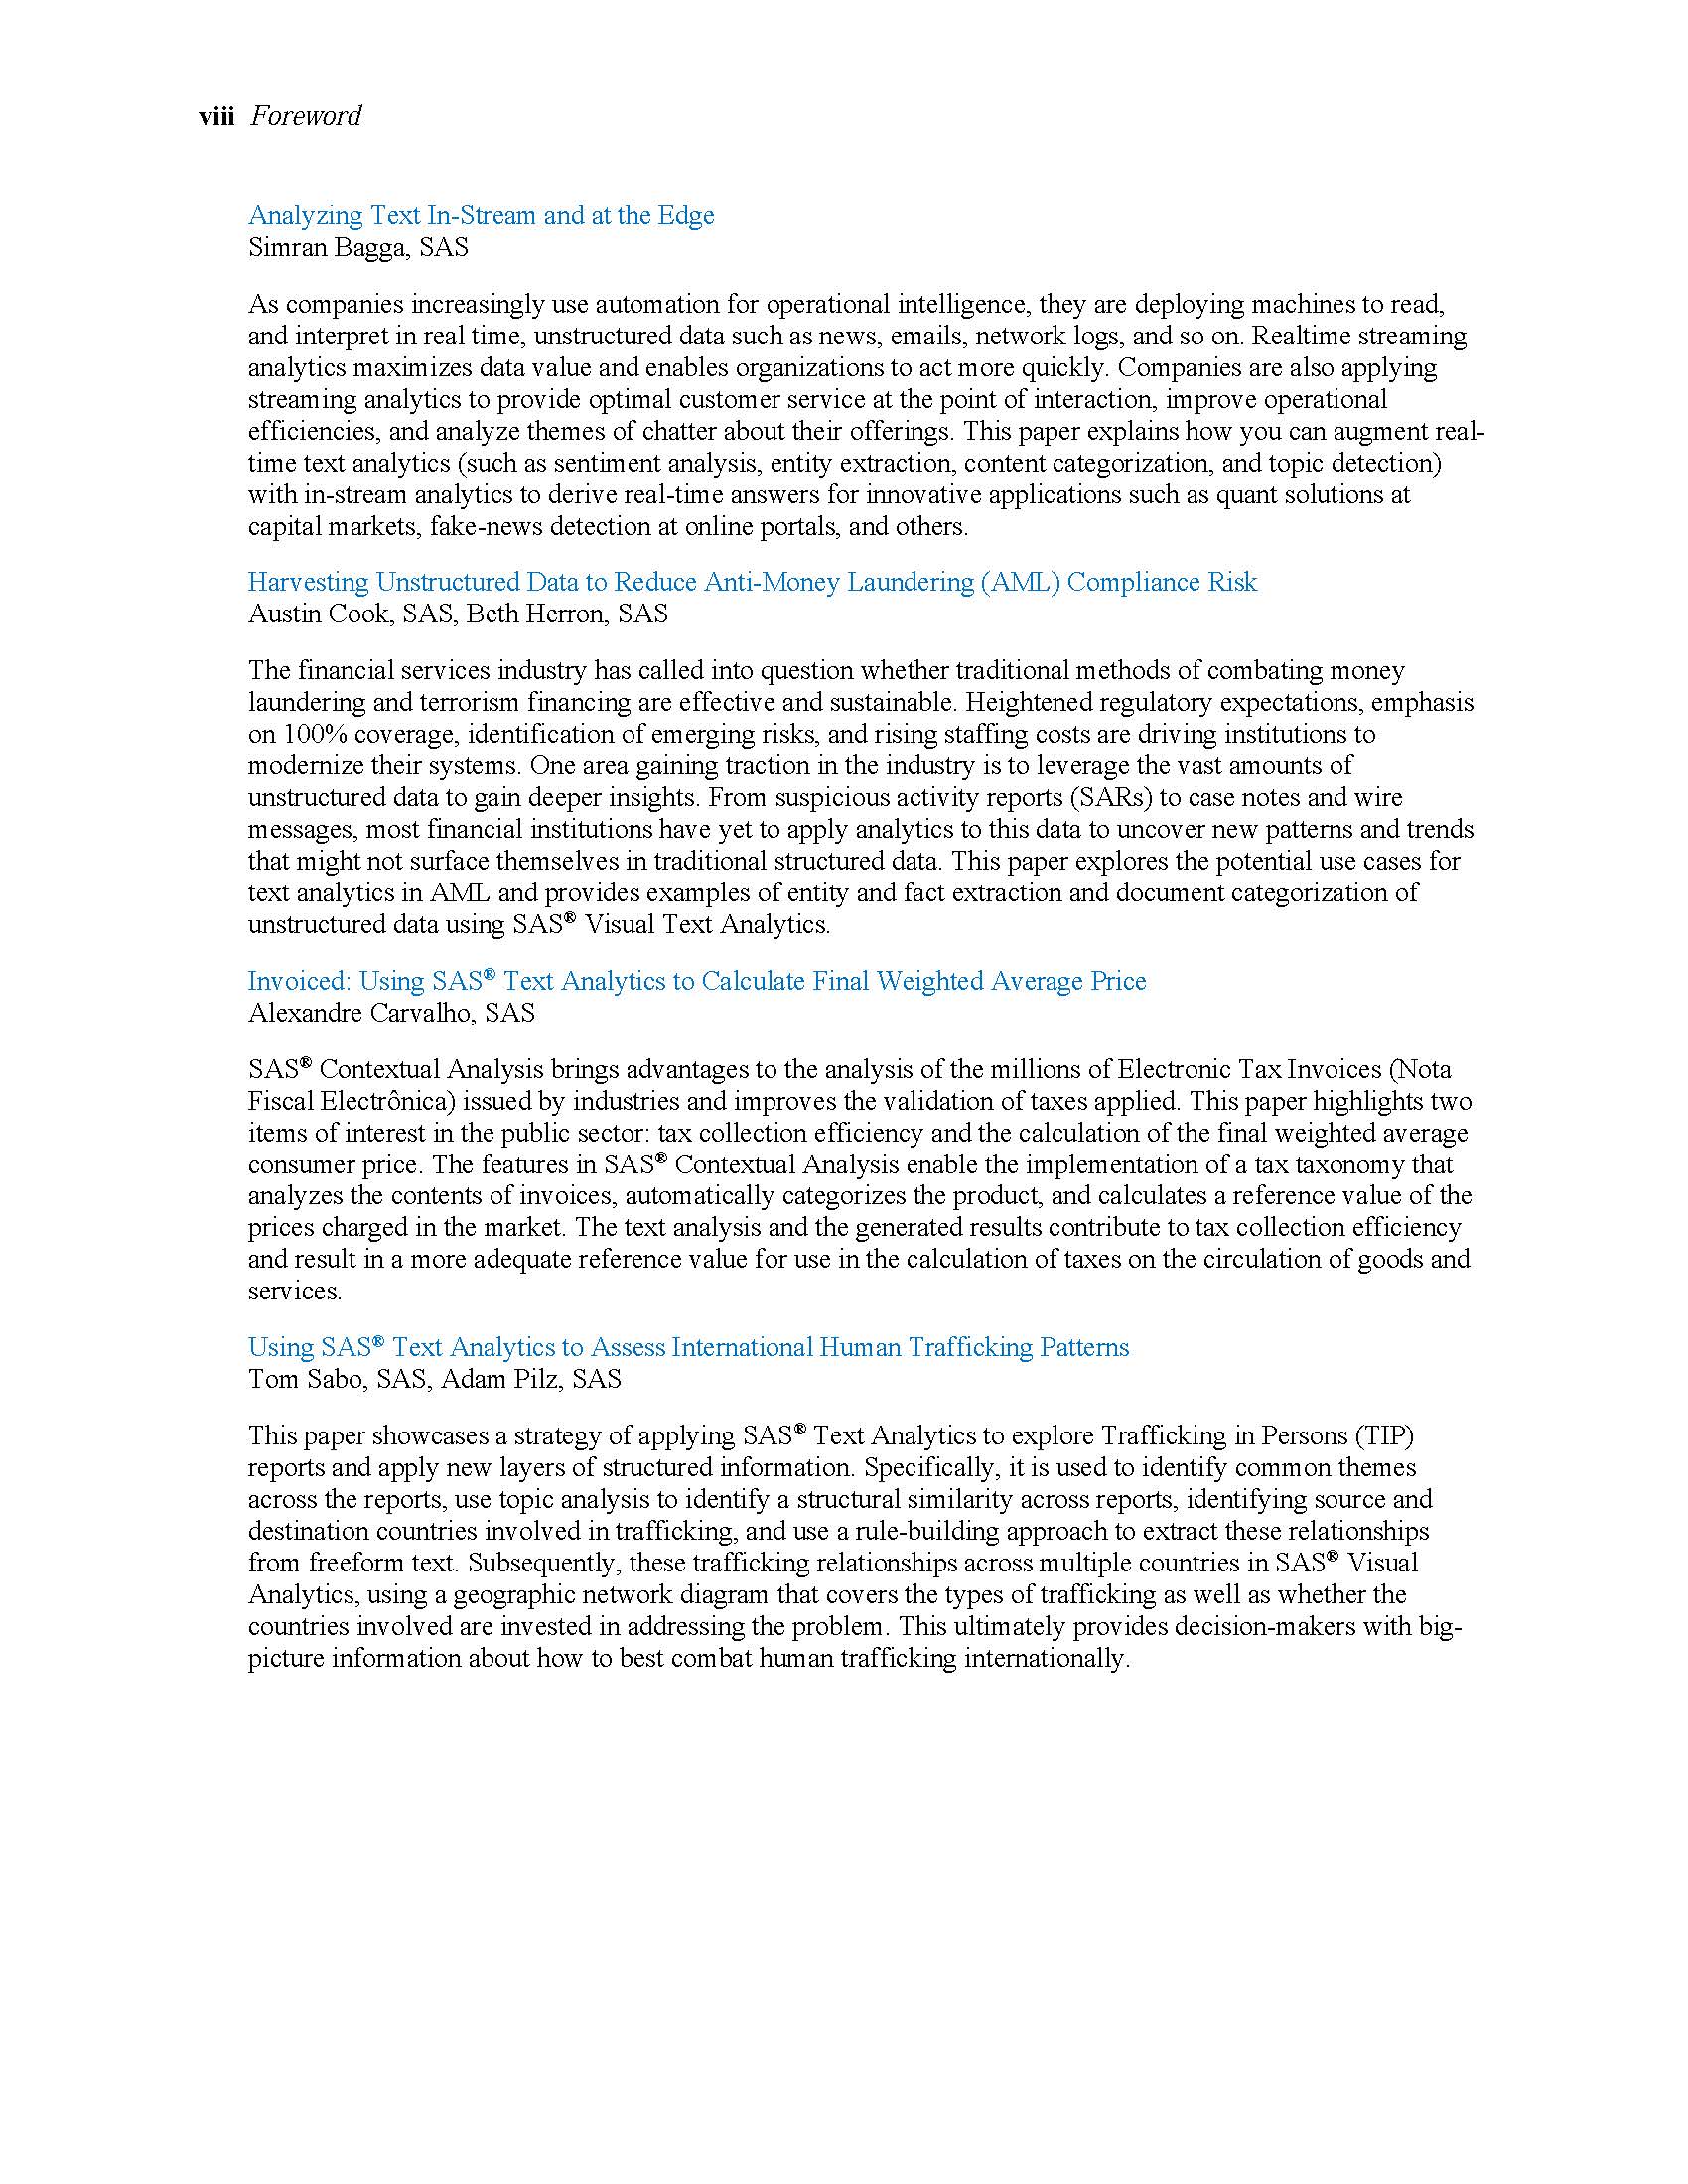 viii Foreword
Analyzing Text In-Stream and at the Edge
Simran Bagga, SAS
As companies increasingly use automation for operational intelligence, they are deploying machines to read,
and interpret in real time, unstructured data such as news, emails, network logs, and so on. Realtime streaming
analytics maximizes data value and enables organizations to act more quickly. Companies are also applying
streaming analytics to provide optimal customer service at the point of interaction, improve operational
efficiencies, and analyze themes of chatter about their offerings. This paper explains how you can augment real-
time text analytics (such as sentiment analysis, entity extraction, content categorization, and topic detection)
with in-stream analytics to derive real-time answers for innovative applications such as quant solutions at
capital markets, fake-news detection at online portals, and others.
Harvesting Unstructured Data to Reduce Anti-Money Laundering (AML) Compliance Risk
Austin Cook, SAS, Beth Herron, SAS
The financial services industry has called into question whether traditional methods of combating money
laundering and terrorism financing are effective and sustainable. Heightened regulatory expectations, emphasis
on 100% coverage, identification of emerging risks, and rising staffing costs are driving institutions to
modernize their systems. One area gaining traction in the industry is to leverage the vast amounts of
unstructured data to gain deeper insights. From suspicious activity reports (SARs) to case notes and wire
messages, most financial institutions have yet to apply analytics to this data to uncover new patterns and trends
that might not surface themselves in traditional structured data. This paper explores the potential use cases for
text analytics in AML and provides examples of entity and fact extraction and document categorization of
unstructured data using SAS® Visual Text Analytics.
Invoiced: Using SAS® Text Analytics to Calculate Final Weighted Average Price
Alexandre Carvalho, SAS
SAS® Contextual Analysis brings advantages to the analysis of the millions of Electronic Tax Invoices (Nota
Fiscal Electrônica) issued by industries and improves the validation of taxes applied. This paper highlights two
items of interest in the public sector: tax collection efficiency and the calculation of the final weighted average
consumer price. The features in SAS® Contextual Analysis enable the implementation of a tax taxonomy that
analyzes the contents of invoices, automatically categorizes the product, and calculates a reference value of the
prices charged in the market. The text analysis and the generated results contribute to tax collection efficiency
and result in a more adequate reference value for use in the calculation of taxes on the circulation of goods and
services.
Using SAS® Text Analytics to Assess International Human Trafficking Patterns
Tom Sabo, SAS, Adam Pilz, SAS
This paper showcases a strategy of applying SAS® Text Analytics to explore Trafficking in Persons (TIP)
reports and apply new layers of structured information. Specifically, it is used to identify common themes
across the reports, use topic analysis to identify a structural similarity across reports, identifying source and
destination countries involved in trafficking, and use a rule-building approach to extract these relationships
from freeform text. Subsequently, these trafficking relationships across multiple countries in SAS® Visual
Analytics, using a geographic network diagram that covers the types of trafficking as well as whether the
countries involved are invested in addressing the problem. This ultimately provides decision-makers with big-
picture information about how to best combat human trafficking internationally.